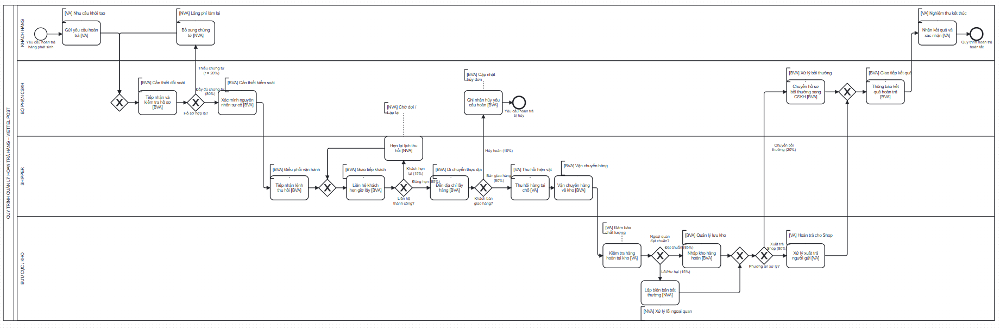 QUY TRÌNH QUẢN LÝ HOÀN TRẢ HÀNG – VIETTEL POST
KHÁCH HÀNG
Yêu cầu hoàn trả
hàng phát sinh
[VA] Nhu cầu khởi tạo
Gửi yêu cầu hoàn
trả [VA]
[NVA] Lãng phí làm lại
Bổ sung chứng
từ [NVA]
[VA] Nghiệm thu kết thúc
Nhận kết quả và
xác nhận [VA]
Quy trình hoàn trả
hoàn tất
BỘ PHẬN CSKH
[BVA] Cần thiết đối soát
Tiếp nhận và
kiểm tra hồ sơ
[BVA]
Thiếu chứng từ
(r = 20%)
Đầy đủ chứng từ
(80%)
Hồ sơ hợp lệ?
[BVA] Cần thiết kiểm soát
Xác minh nguyên
nhân sự cố [BVA]
[BVA] Cập nhật
hủy đơn
Ghi nhận hủy yêu
cầu hoàn [BVA]
Yêu cầu hoàn trả
bị hủy
[BVA] Xử lý bồi thường
Chuyển hồ sơ
bồi thường sang
CSKH [BVA]
[BVA] Giao tiếp kết quả
Thông báo kết
quả hoàn trả
[BVA]
SHIPPER
[BVA] Điều phối vận hành
Tiếp nhận lệnh
thu hồi [BVA]
[BVA] Giao tiếp khách
Liên hệ khách
hẹn giờ lấy [BVA]
[NVA] Chờ đợi /
Lặp lại
Hẹn lại lịch thu
hồi [NVA]
Khách hẹn
lại (15%)
Đúng hẹn (85%)
Liên hệ
thành công?
[BVA] Di chuyển thực địa
Đến địa chỉ lấy
hàng [BVA]
Hủy hoàn (10%)
Bàn giao hàng
(90%)
Khách bàn
giao hàng?
[VA] Thu hồi hiện vật
Thu hồi hàng tại
chỗ [VA]
[BVA] Vận chuyển hàng
Vận chuyển hàng
về kho [BVA]
Chuyển bồi
thường (20%)
BƯU CỤC / KHO
[VA] Đảm bảo
chất lượng
Kiểm tra hàng
hoàn tại kho [VA]
Ngoại quan
đạt chuẩn?
Đạt chuẩn (85%)
Lỗi/Hư hại (15%)
[BVA] Quản lý lưu kho
Nhập kho hàng
hoàn [BVA]
Lập biên bản bất
thường [NVA]
[NVA] Xử lý lỗi ngoại quan
Phương án xử lý?
Xuất trả
Shop (80%)
[VA] Hoàn trả cho Shop
Xử lý xuất trả
người gửi [VA]